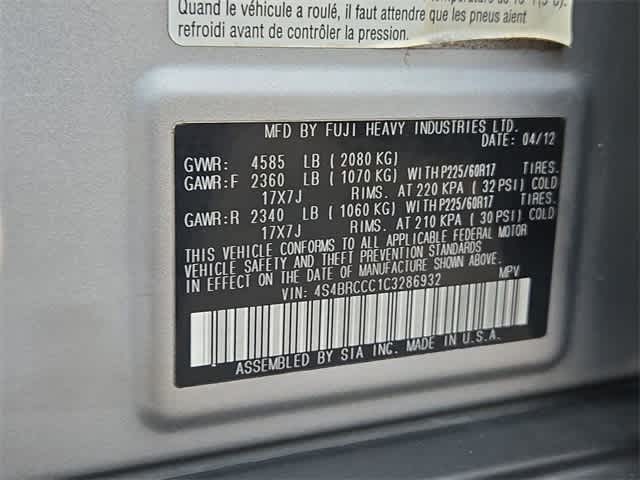 Quand le véhicule a roulé, il faut attendre que les pneus aient
refroidi avant de contrôler la pression.
MFD BY FUJI HEAVY INDUSTRIES LTD.
DATE: 04/12
GVWR: 4585 LB ( 2080 KG)
GAWR:F 2360 LB ( 1070 KG) WITH P225/60R17 TIRES.
17X7J RIMS. AT 220 KPA ( 32 PSI) COLD
GAWR:R 2340 LB ( 1060 KG) WITH P225/60R17 TIRES.
17X7J RIMS. AT 210 KPA ( 30 PSI) COLD
THIS VEHICLE CONFORMS TO ALL APPLICABLE FEDERAL MOTOR
VEHICLE SAFETY AND THEFT PREVENTION STANDARDS
IN EFFECT ON THE DATE OF MANUFACTURE SHOWN ABOVE.
VIN: 4S4BRCCC1C3286932 MPV
ASSEMBLED BY SIA INC. MADE IN U.S.A.